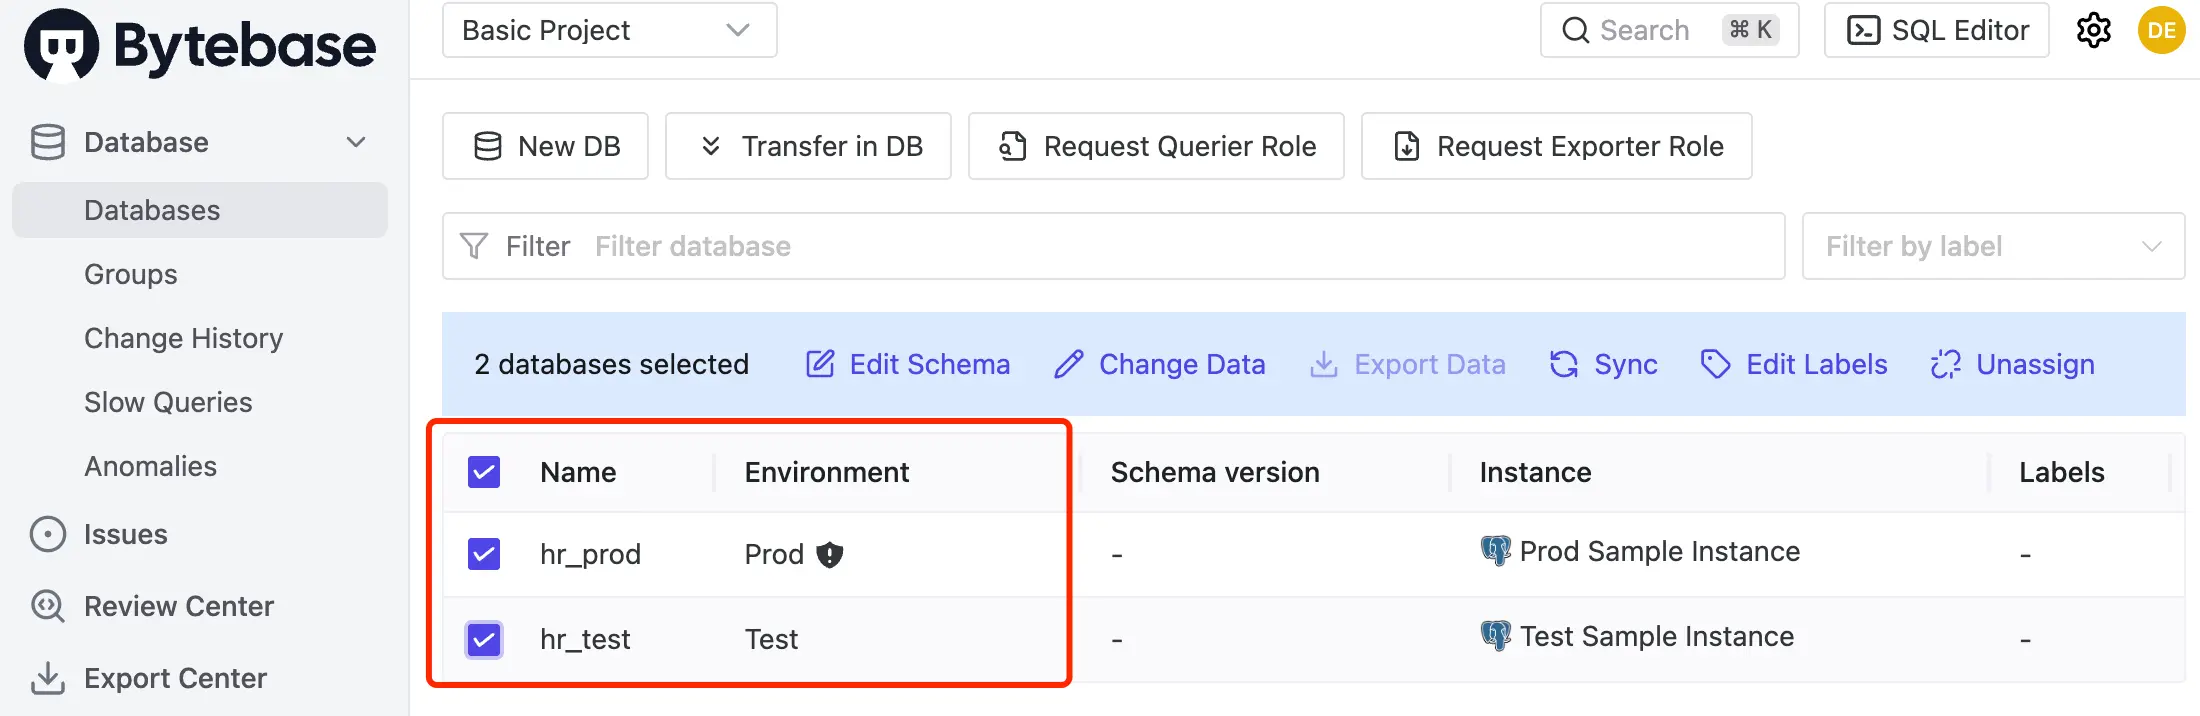 Bytebase
Database
Databases
Groups
Change History
Slow Queries
Anomalies
Issues
Review Center
Export Center
Basic Project
Search ⌘ K
SQL Editor
DE
New DB
Transfer in DB
Request Querier Role
Request Exporter Role
Filter Filter database
Filter by label
2 databases selected Edit Schema Change Data Export Data Sync Edit Labels Unassign
Name Environment Schema version Instance Labels
hr_prod Prod - Prod Sample Instance -
hr_test Test - Test Sample Instance -